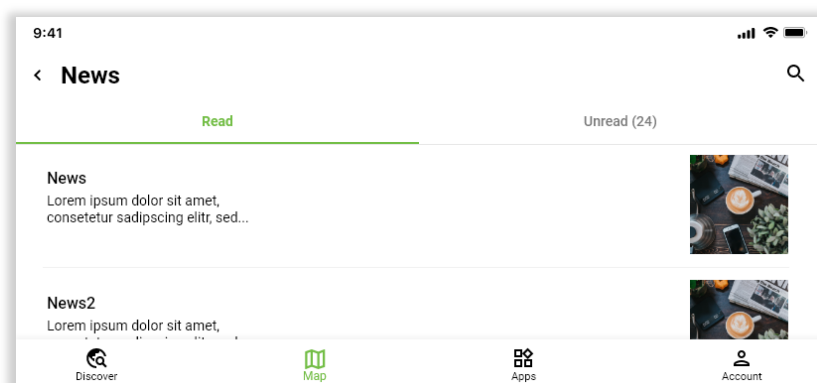 9:41
News
Read
Unread (24)
News
Lorem ipsum dolor sit amet,
consetetur sadipscing elitr, sed...
News2
Lorem ipsum dolor sit amet,
Discover
Map
Apps
Account